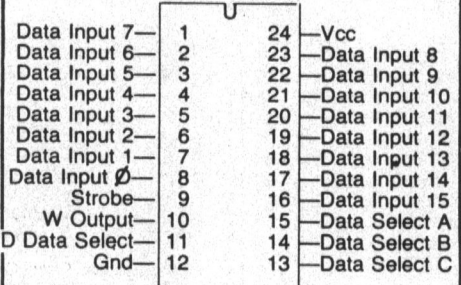 Data Input 7 1 24 Vcc
Data Input 6 2 23 Data Input 8
Data Input 5 3 22 Data Input 9
Data Input 4 4 21 Data Input 10
Data Input 3 5 20 Data Input 11
Data Input 2 6 19 Data Input 12
Data Input 1 7 18 Data Input 13
Data Input Ø 8 17 Data Input 14
Strobe 9 16 Data Input 15
W Output 10 15 Data Select A
D Data Select 11 14 Data Select B
Gnd 12 13 Data Select C